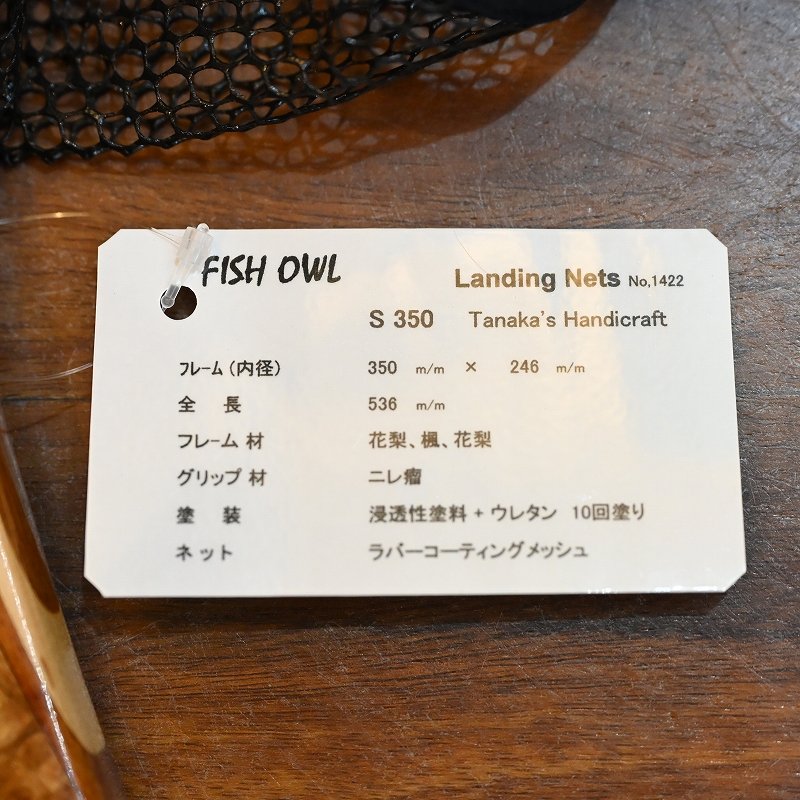 FISH OWL
Landing Nets No,1422
S 350 Tanaka's Handicraft
フレーム(内径) 350 m/m × 246 m/m
全 長 536 m/m
フレーム 材 花梨、楓、花梨
グリップ 材 ニレ瘤
塗 装 浸透性塗料 + ウレタン 10回塗り
ネット ラバーコーティングメッシュ